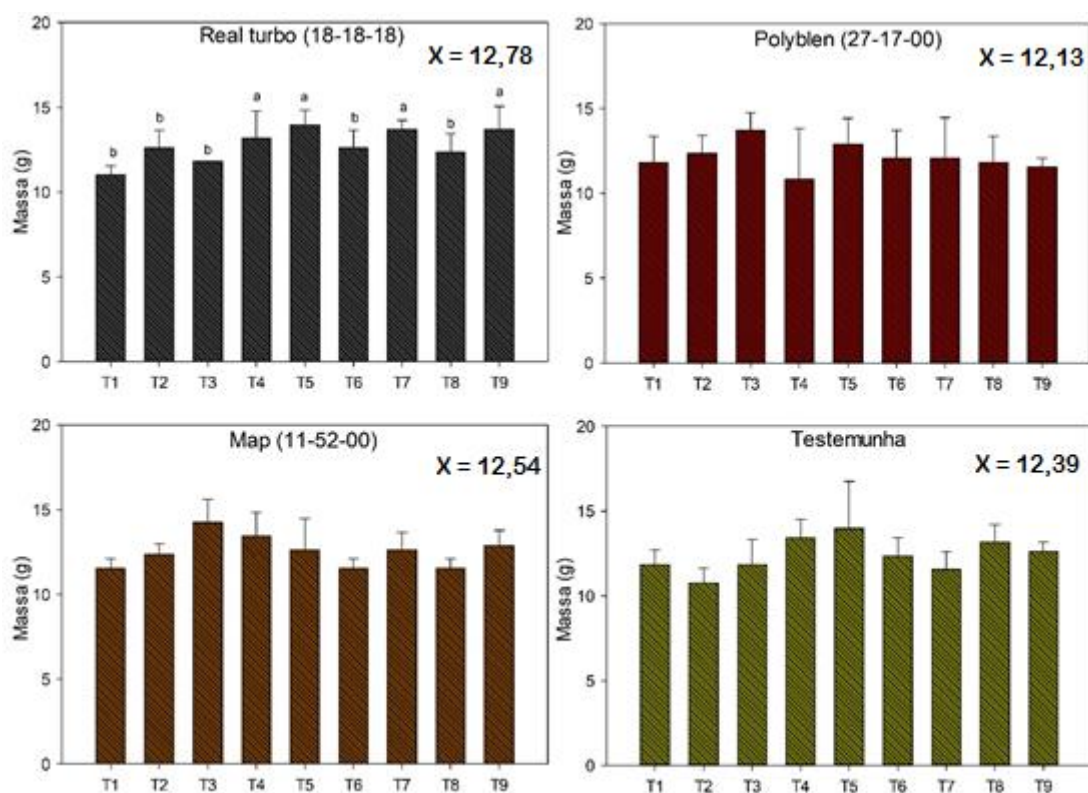 Real turbo (18-18-18)
X = 12,78
Massa (g)
20
15
10
5
0
b
b
b
a
a
b
a
b
a
T1 T2 T3 T4 T5 T6 T7 T8 T9
Polyblen (27-17-00)
X = 12,13
Massa (g)
20
15
10
5
0
T1 T2 T3 T4 T5 T6 T7 T8 T9
Map (11-52-00)
X = 12,54
Massa (g)
20
15
10
5
0
T1 T2 T3 T4 T5 T6 T7 T8 T9
Testemunha
X = 12,39
Massa (g)
20
15
10
5
0
T1 T2 T3 T4 T5 T6 T7 T8 T9